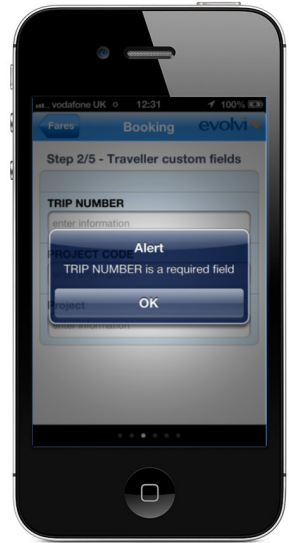 vodafone UK 12:31 100%
Fares Booking evolvi
Step 2/5 - Traveller custom fields
TRIP NUMBER
enter information
Alert
PROJECT CODE
TRIP NUMBER is a required field
OK
Project
enter information